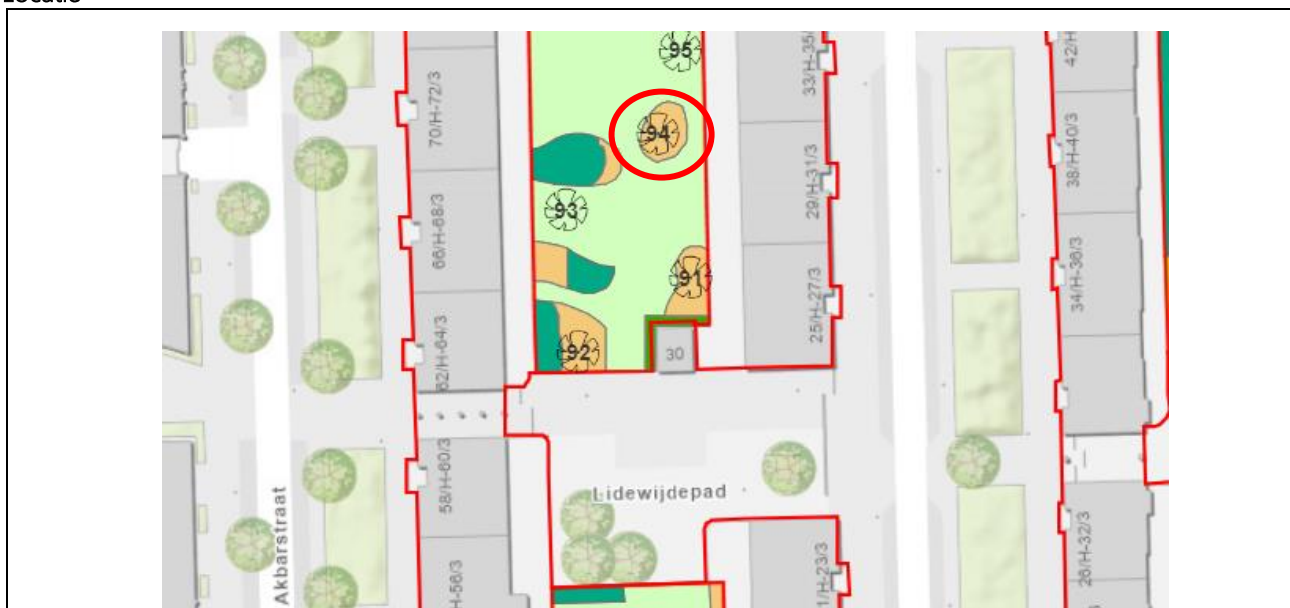 Locatie
95
33/H-35
42/H
94
70/H-72/3
38/H-40/3
29/H-31/3
93
66/H-68/3
91
34/H-36/3
25/H-27/3
62/H-64/3
92
30
58/H-60/3
Lidewijdepad
Akbarstraat
26/H-32/3
1/H-23/3
H-56/3